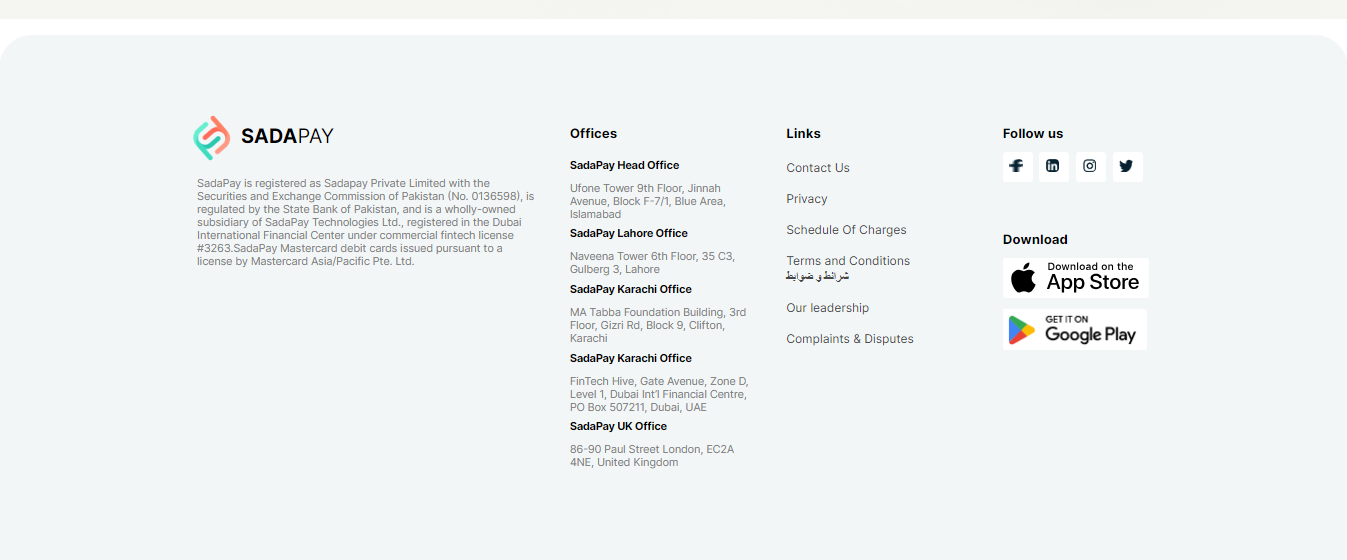 SADAPAY
SadaPay is registered as Sadapay Private Limited with the
Securities and Exchange Commission of Pakistan (No. 0136598), is
regulated by the State Bank of Pakistan, and is a wholly-owned
subsidiary of SadaPay Technologies Ltd., registered in the Dubai
International Financial Center under commercial fintech license
#3263.SadaPay Mastercard debit cards issued pursuant to a
license by Mastercard Asia/Pacific Pte. Ltd.
Offices
SadaPay Head Office
Ufone Tower 9th Floor, Jinnah
Avenue, Block F-7/1, Blue Area,
Islamabad
SadaPay Lahore Office
Naveena Tower 6th Floor, 35 C3,
Gulberg 3, Lahore
SadaPay Karachi Office
MA Tabba Foundation Building, 3rd
Floor, Gizri Rd, Block 9, Clifton,
Karachi
SadaPay Karachi Office
FinTech Hive, Gate Avenue, Zone D,
Level 1, Dubai Int'l Financial Centre,
PO Box 507211, Dubai, UAE
SadaPay UK Office
86-90 Paul Street London, EC2A
4NE, United Kingdom
Links
Contact Us
Privacy
Schedule Of Charges
Terms and Conditions
شرائط و ضوابط
Our leadership
Complaints & Disputes
Follow us
Download
Download on the
App Store
GET IT ON
Google Play